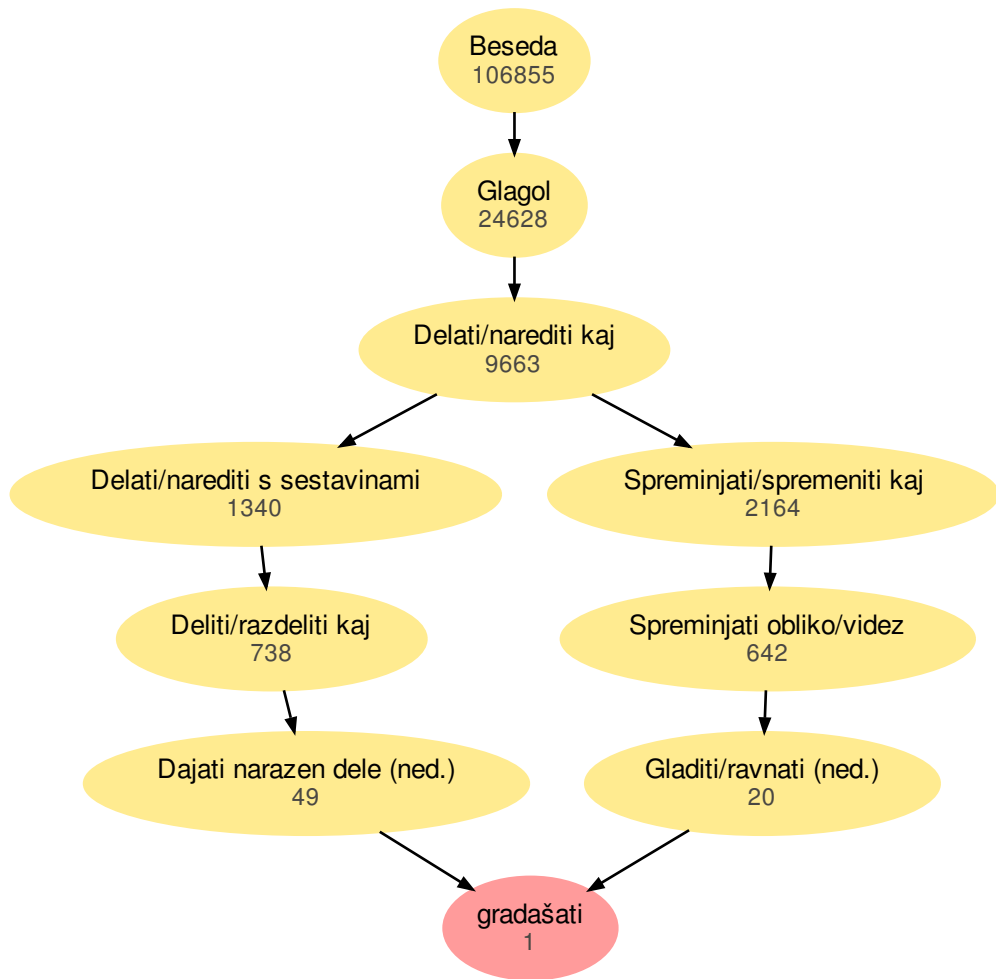 Beseda
106855
Glagol
24628
Delati/narediti kaj
9663
Delati/narediti s sestavinami
1340
Spreminjati/spremeniti kaj
2164
Deliti/razdeliti kaj
738
Spreminjati obliko/videz
642
Dajati narazen dele (ned.)
49
Gladiti/ravnati (ned.)
20
gradašati
1